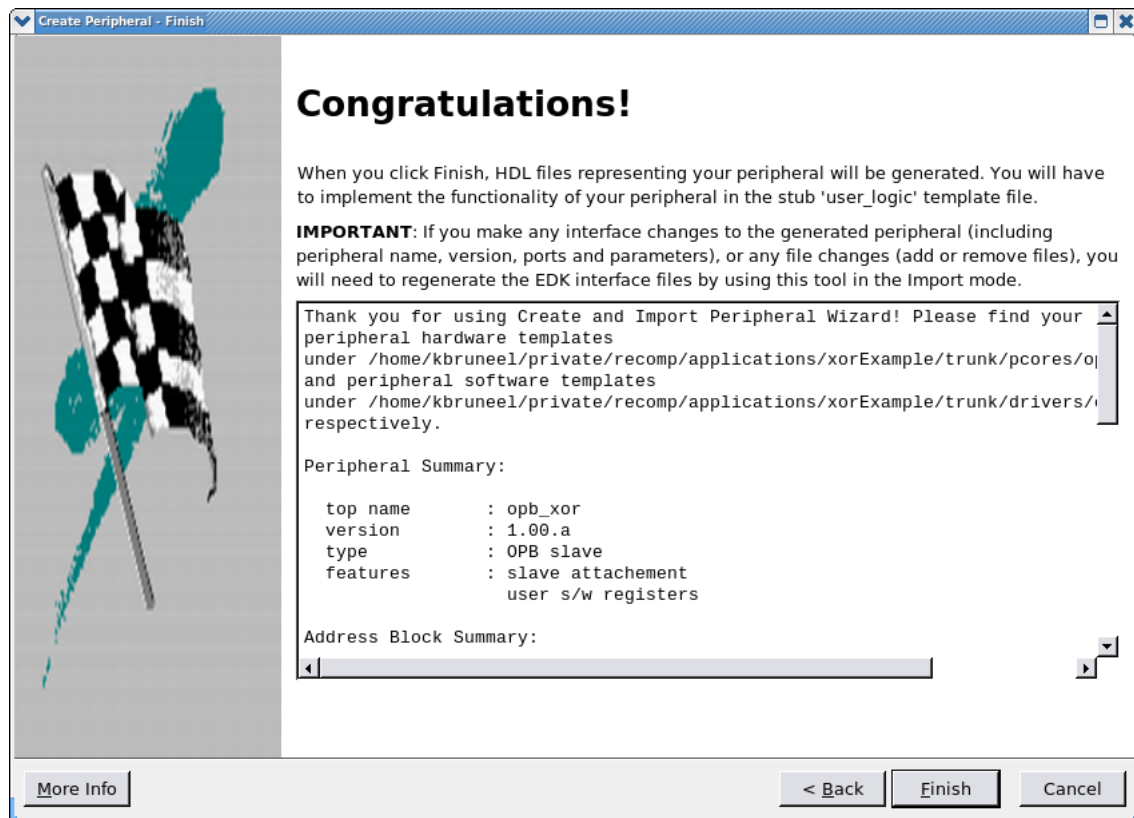 Create Peripheral - Finish
Congratulations!
When you click Finish, HDL files representing your peripheral will be generated. You will have
to implement the functionality of your peripheral in the stub 'user_logic' template file.
IMPORTANT: If you make any interface changes to the generated peripheral (including
peripheral name, version, ports and parameters), or any file changes (add or remove files), you
will need to regenerate the EDK interface files by using this tool in the Import mode.
Thank you for using Create and Import Peripheral Wizard! Please find your
peripheral hardware templates
under /home/kbruneel/private/recomp/applications/xorExample/trunk/pcores/op
and peripheral software templates
under /home/kbruneel/private/recomp/applications/xorExample/trunk/drivers/
respectively.
Peripheral Summary:
top name : opb_xor
version : 1.00.a
type : OPB slave
features : slave attachement
user s/w registers
Address Block Summary:
More Info
< Back
Finish
Cancel